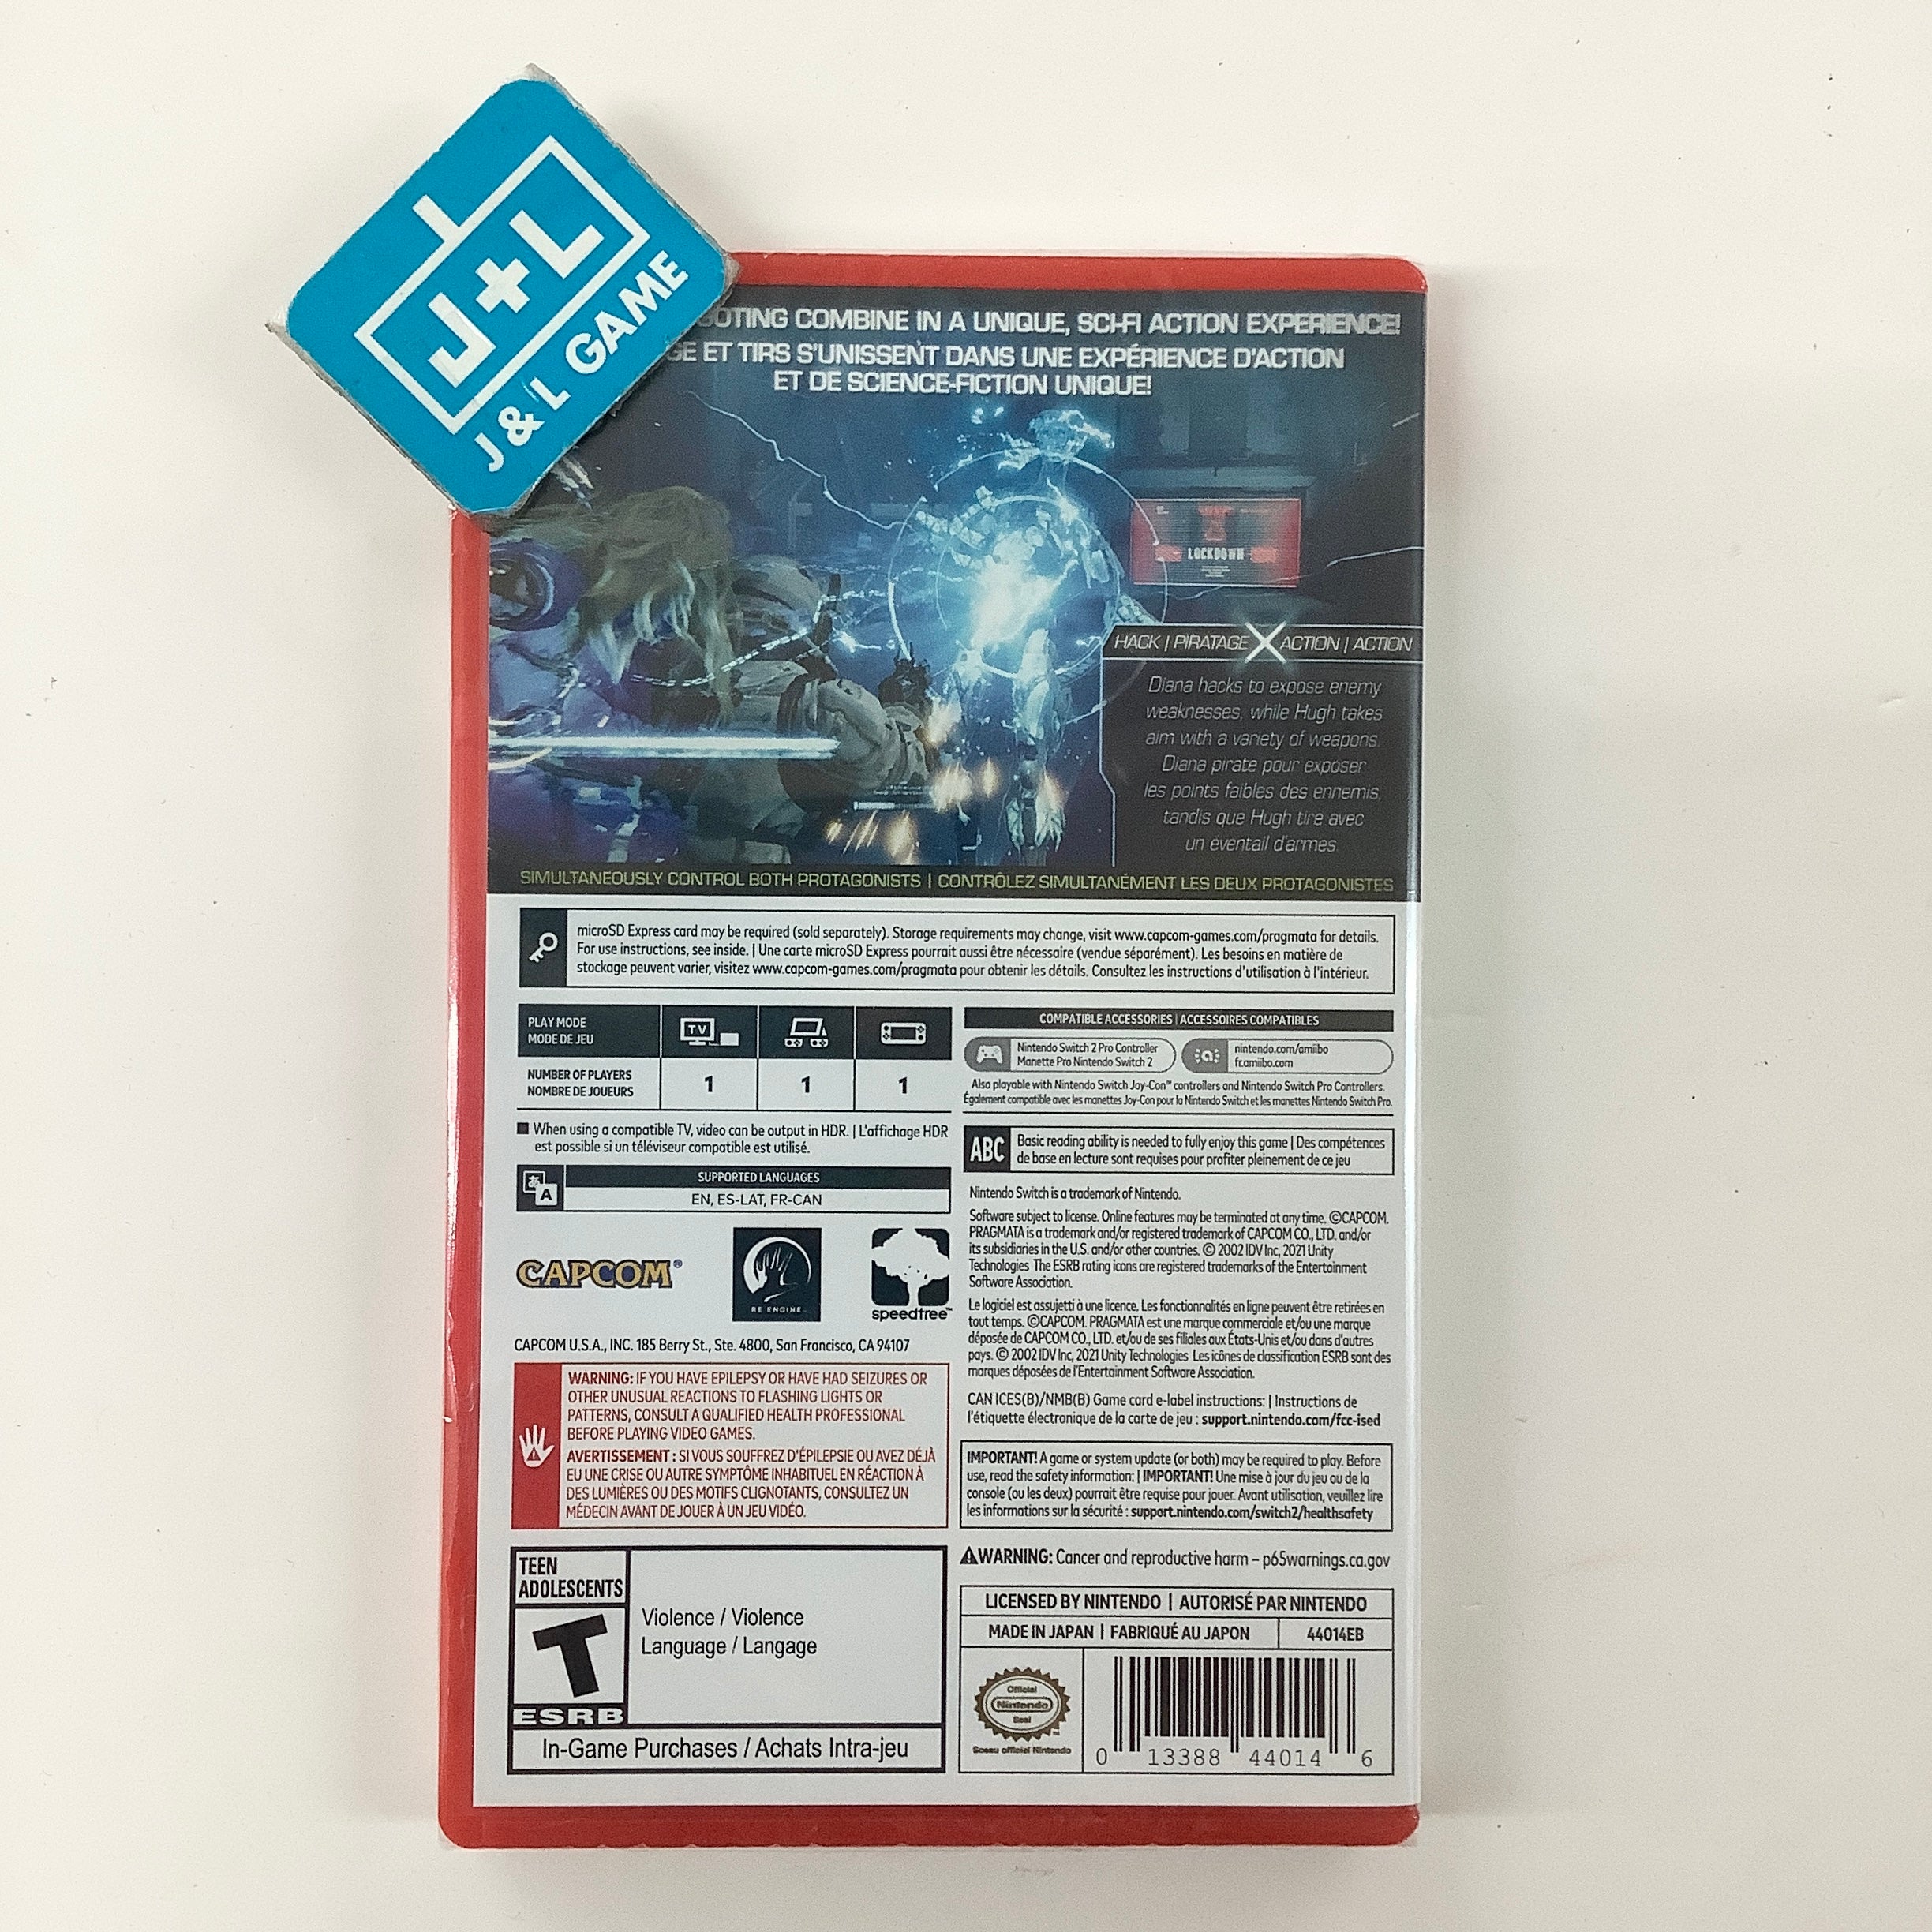 J+L
J & L GAME
COMBINE IN A UNIQUE, SCI-FI ACTION EXPERIENCE!
ET TIRS S'UNISSENT DANS UNE EXPÉRIENCE D'ACTION
ET DE SCIENCE-FICTION UNIQUE!
LOCKDOWN
HACK | PIRATAGE X ACTION | ACTION
Diana hacks to expose enemy
weaknesses, while Hugh takes
aim with a variety of weapons.
Diana pirate pour exposer
les points faibles des ennemis,
tandis que Hugh tire avec
un éventail d'armes.
SIMULTANEOUSLY CONTROL BOTH PROTAGONISTS | CONTRÔLEZ SIMULTANÉMENT LES DEUX PROTAGONISTES
microSD Express card may be required (sold separately). Storage requirements may change, visit www.capcom-games.com/pragmata for details.
For use instructions, see inside. | Une carte microSD Express pourrait aussi être nécessaire (vendue séparément). Les besoins en matière de
stockage peuvent varier, visitez www.capcom-games.com/pragmata pour obtenir les détails. Consultez les instructions d'utilisation à l'intérieur.
PLAY MODE
MODE DE JEU
TV
NUMBER OF PLAYERS
NOMBRE DE JOUEURS
1 1 1
When using a compatible TV, video can be output in HDR. | L'affichage HDR
est possible si un téléviseur compatible est utilisé.
SUPPORTED LANGUAGES
あ A
EN, ES-LAT, FR-CAN
CAPCOM®
RE ENGINE™
speedtree™
CAPCOM U.S.A., INC. 185 Berry St., Ste. 4800, San Francisco, CA 94107
WARNING: IF YOU HAVE EPILEPSY OR HAVE HAD SEIZURES OR
OTHER UNUSUAL REACTIONS TO FLASHING LIGHTS OR
PATTERNS, CONSULT A QUALIFIED HEALTH PROFESSIONAL
BEFORE PLAYING VIDEO GAMES.
AVERTISSEMENT : SI VOUS SOUFFREZ D'ÉPILEPSIE OU AVEZ DÉJÀ
EU UNE CRISE OU AUTRE SYMPTÔME INHABITUEL EN RÉACTION À
DES LUMIÈRES OU DES MOTIFS CLIGNOTANTS, CONSULTEZ UN
MÉDECIN AVANT DE JOUER À UN JEU VIDÉO.
TEEN
ADOLESCENTS
T
ESRB
Violence / Violence
Language / Langage
In-Game Purchases / Achats Intra-jeu
COMPATIBLE ACCESSORIES | ACCESSOIRES COMPATIBLES
Nintendo Switch 2 Pro Controller
Manette Pro Nintendo Switch 2
nintendo.com/amiibo
fr.amiibo.com
Also playable with Nintendo Switch Joy-Con™ controllers and Nintendo Switch Pro Controllers.
Également compatible avec les manettes Joy-Con pour la Nintendo Switch et les manettes Nintendo Switch Pro.
ABC
Basic reading ability is needed to fully enjoy this game | Des compétences
de base en lecture sont requises pour profiter pleinement de ce jeu
Nintendo Switch is a trademark of Nintendo.
Software subject to license. Online features may be terminated at any time. ©CAPCOM.
PRAGMATA is a trademark and/or registered trademark of CAPCOM CO., LTD. and/or
its subsidiaries in the U.S. and/or other countries. © 2002 IDV Inc, 2021 Unity
Technologies The ESRB rating icons are registered trademarks of the Entertainment
Software Association.
Le logiciel est assujetti à une licence. Les fonctionnalités en ligne peuvent être retirées en
tout temps. ©CAPCOM. PRAGMATA est une marque commerciale et/ou une marque
déposée de CAPCOM CO., LTD. et/ou de ses filiales aux États-Unis et/ou dans d'autres
pays. © 2002 IDV Inc, 2021 Unity Technologies Les icônes de classification ESRB sont des
marques déposées de l'Entertainment Software Association.
CAN ICES(B)/NMB(B) Game card e-label instructions: | Instructions de
l'étiquette électronique de la carte de jeu : support.nintendo.com/fcc-ised
IMPORTANT! A game or system update (or both) may be required to play. Before
use, read the safety information: | IMPORTANT! Une mise à jour du jeu ou de la
console (ou les deux) pourrait être requise pour jouer. Avant utilisation, veuillez lire
les informations sur la sécurité : support.nintendo.com/switch2/healthsafety
WARNING: Cancer and reproductive harm – p65warnings.ca.gov
LICENSED BY NINTENDO | AUTORISÉ PAR NINTENDO
MADE IN JAPAN | FABRIQUÉ AU JAPON 44014EB
Official
Nintendo
Seal
Sceau officiel Nintendo
0 13388 44014 6